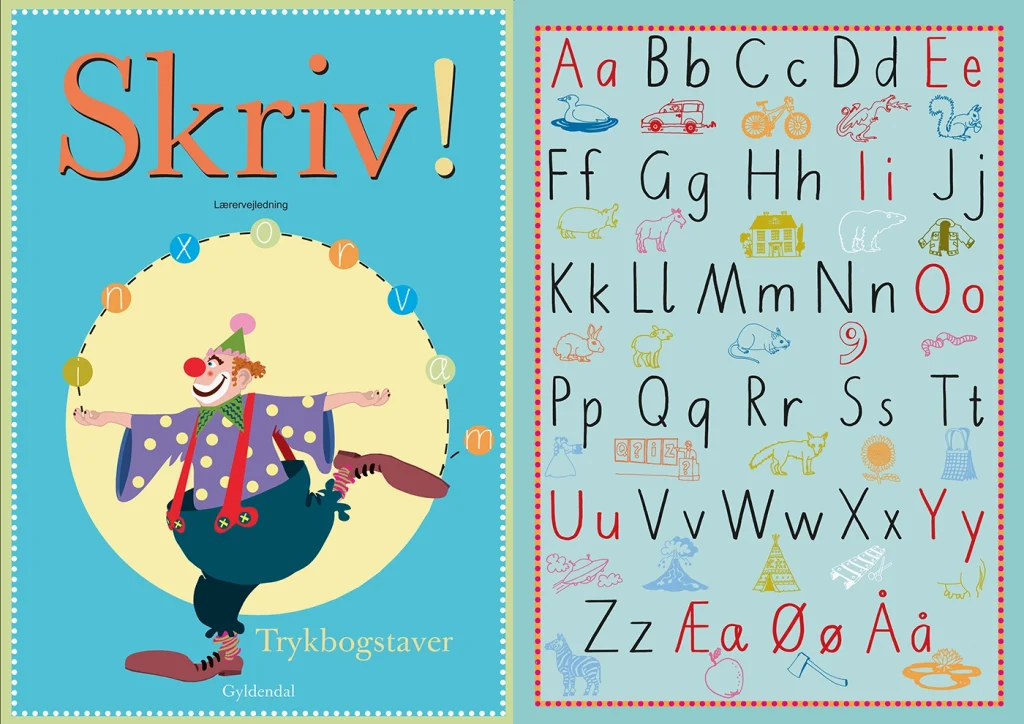 Skriv!
Lærervejledning
i n x o r v a m
Trykbogstaver
Gyldendal
Aa Bb Cc Dd Ee
Ff Gg Hh Ii Jj
9
Kk Ll Mm Nn Oo
Pp Qq Rr Ss Tt
Q?IZ
?
Uu Vv Ww Xx Yy
Zz Ææ Øø Åå